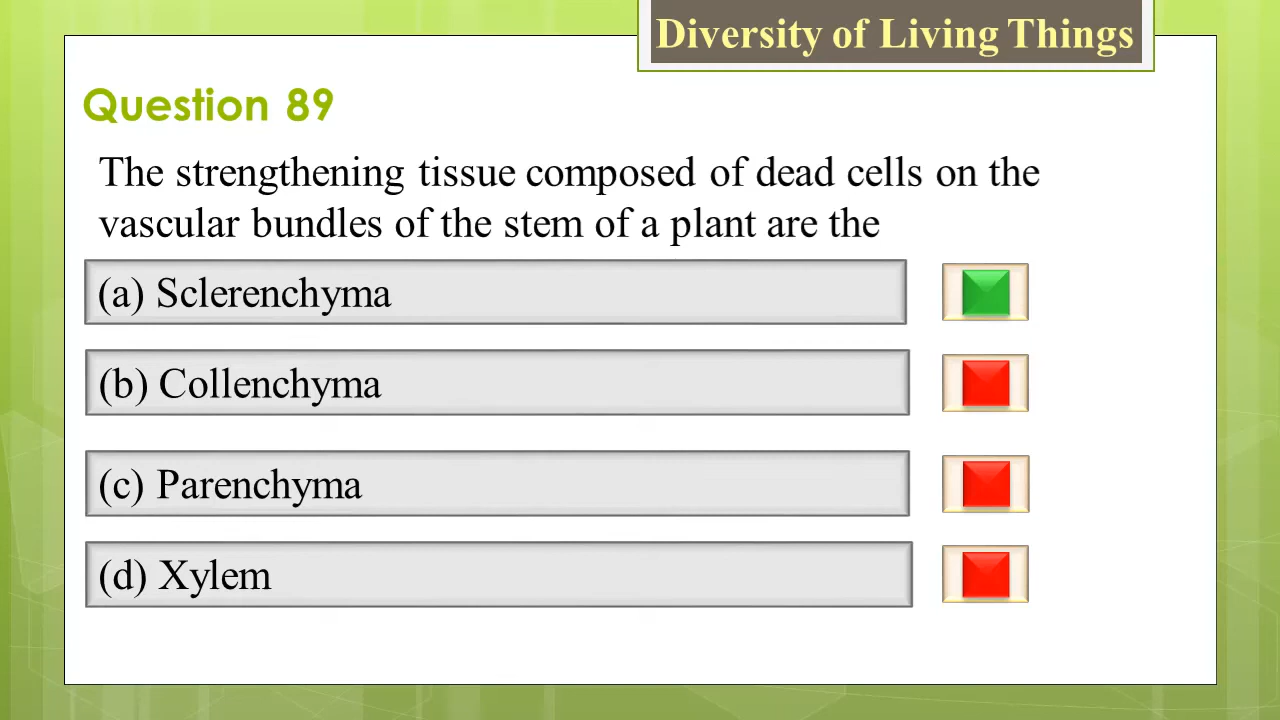 Diversity of Living Things
Question 89
The strengthening tissue composed of dead cells on the
vascular bundles of the stem of a plant are the
(a) Sclerenchyma
(b) Collenchyma
(c) Parenchyma
(d) Xylem